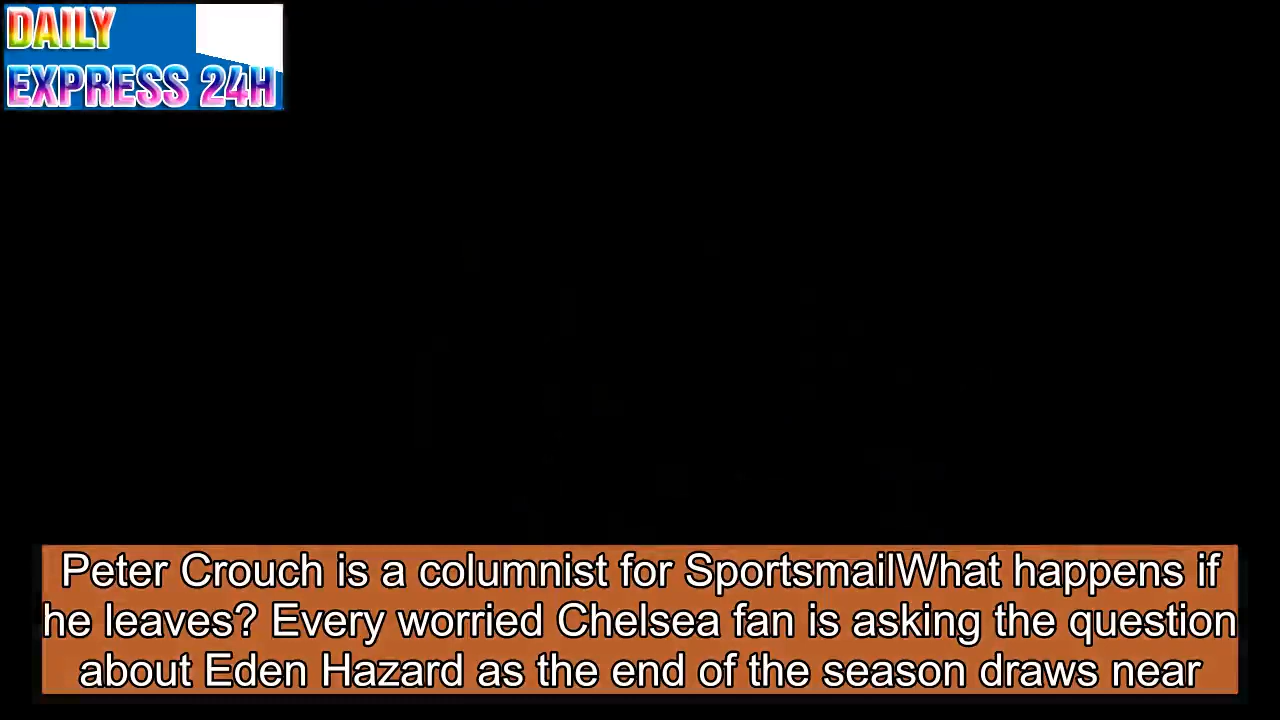 DAILY
EXPRESS 24H
Peter Crouch is a columnist for SportsmailWhat happens if
he leaves? Every worried Chelsea fan is asking the question
about Eden Hazard as the end of the season draws near